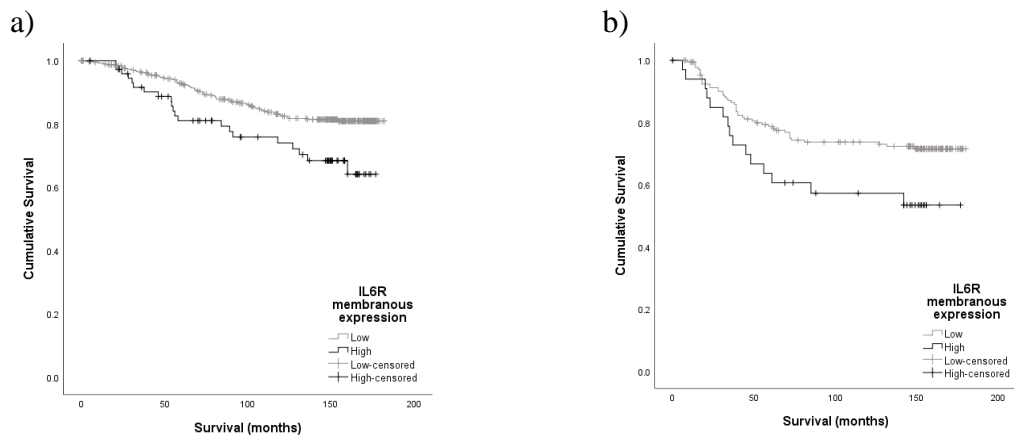 a)
Cumulative Survival
1.0
0.8
0.6
0.4
0.2
0.0
IL6R
membranous
expression
Low
High
Low-censored
High-censored
0 50 100 150 200
Survival (months)
b)
Cumulative Survival
1.0
0.8
0.6
0.4
0.2
0.0
IL6R
membranous
expression
Low
High
Low-censored
High-censored
0 50 100 150 200
Survival (months)